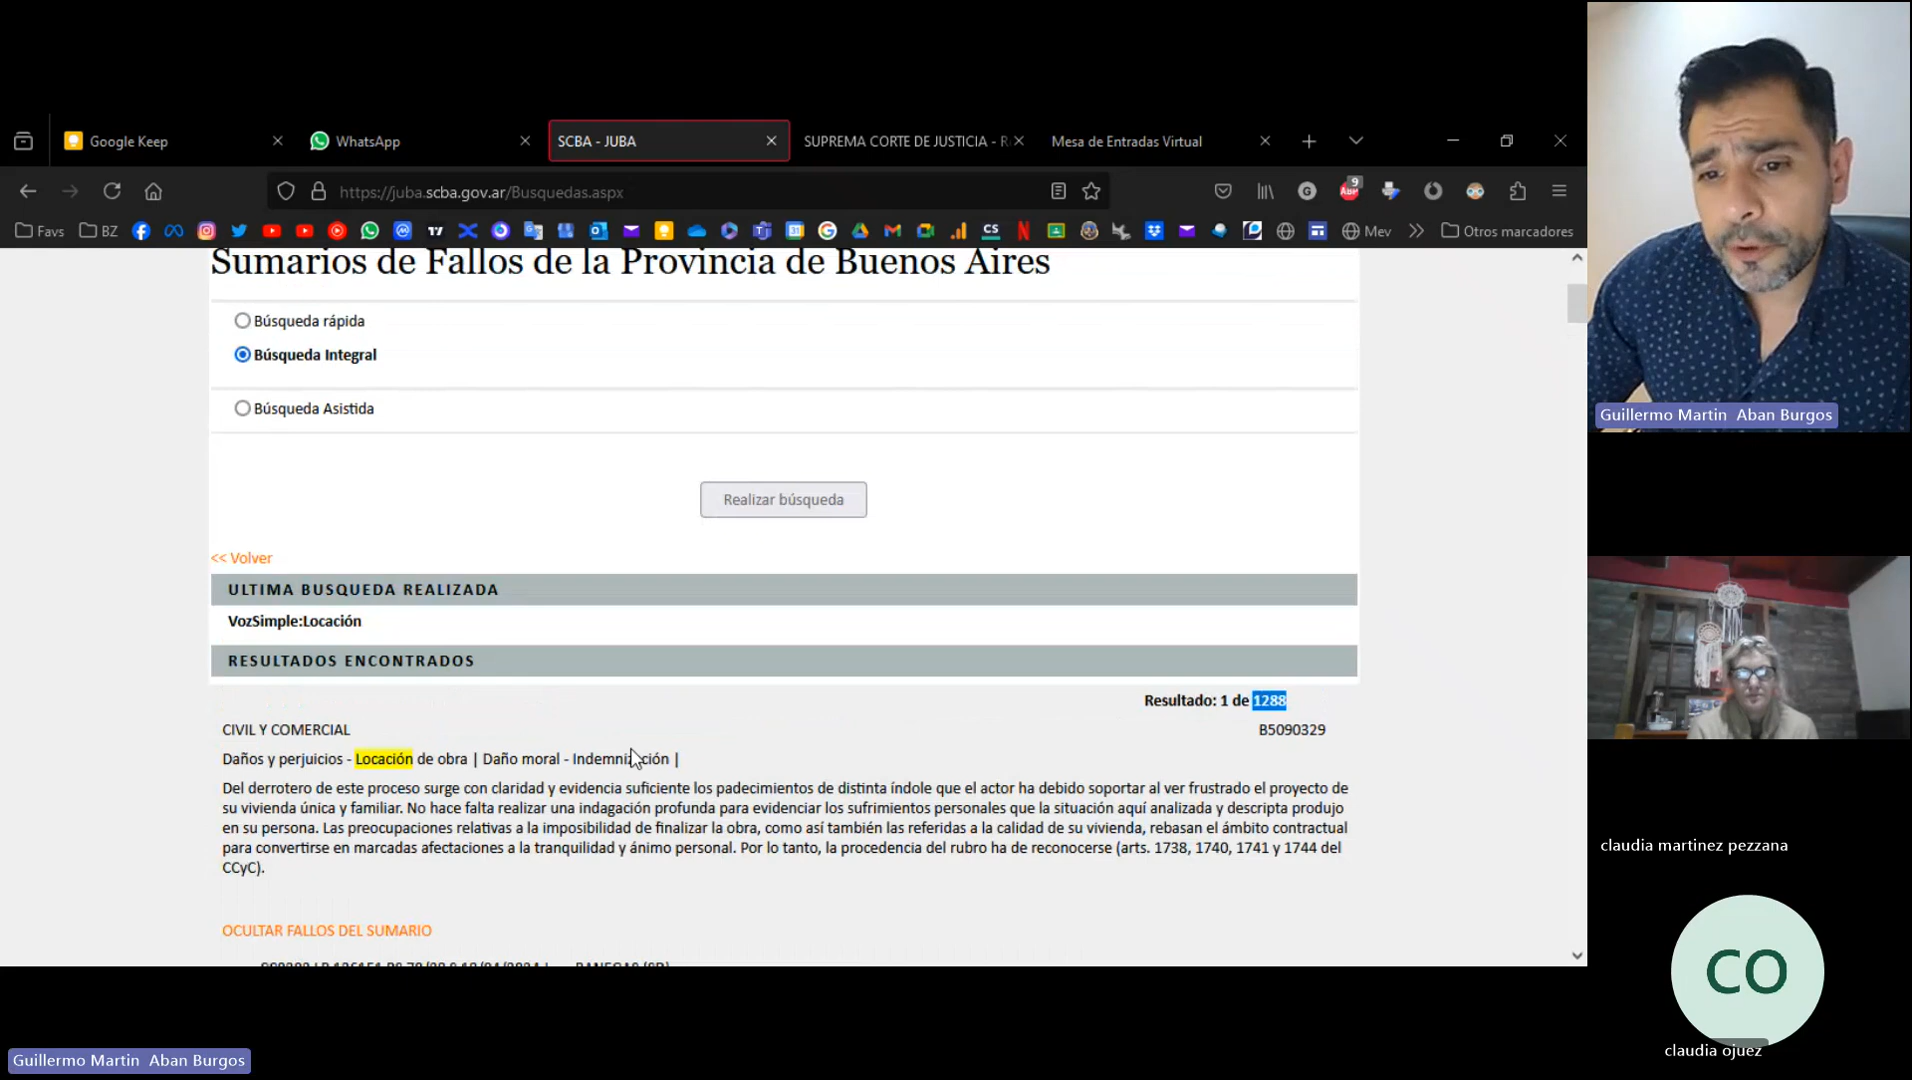 Google Keep
WhatsApp
SCBA - JUBA
SUPREMA CORTE DE JUSTICIA - R
Mesa de Entradas Virtual
https://juba.scba.gov.ar/Busquedas.aspx
9
ABP
G
Favs
BZ
CS
Mev
Otros marcadores
Sumarios de Fallos de la Provincia de Buenos Aires
Búsqueda rápida
Búsqueda Integral
Búsqueda Asistida
Realizar búsqueda
<< Volver
ULTIMA BUSQUEDA REALIZADA
VozSimple:Locación
RESULTADOS ENCONTRADOS
Resultado: 1 de 1288
CIVIL Y COMERCIAL
B5090329
Daños y perjuicios - Locación de obra | Daño moral - Indemnización |
Del derrotero de este proceso surge con claridad y evidencia suficiente los padecimientos de distinta índole que el actor ha debido soportar al ver frustrado el proyecto de
su vivienda única y familiar. No hace falta realizar una indagación profunda para evidenciar los sufrimientos personales que la situación aquí analizada y descripta produjo
en su persona. Las preocupaciones relativas a la imposibilidad de finalizar la obra, como así también las referidas a la calidad de su vivienda, rebasan el ámbito contractual
para convertirse en marcadas afectaciones a la tranquilidad y ánimo personal. Por lo tanto, la procedencia del rubro ha de reconocerse (arts. 1738, 1740, 1741 y 1744 del
CCyC).
OCULTAR FALLOS DEL SUMARIO
Guillermo Martin Aban Burgos
claudia martinez pezzana
CO
claudia ojuez
Guillermo Martin Aban Burgos